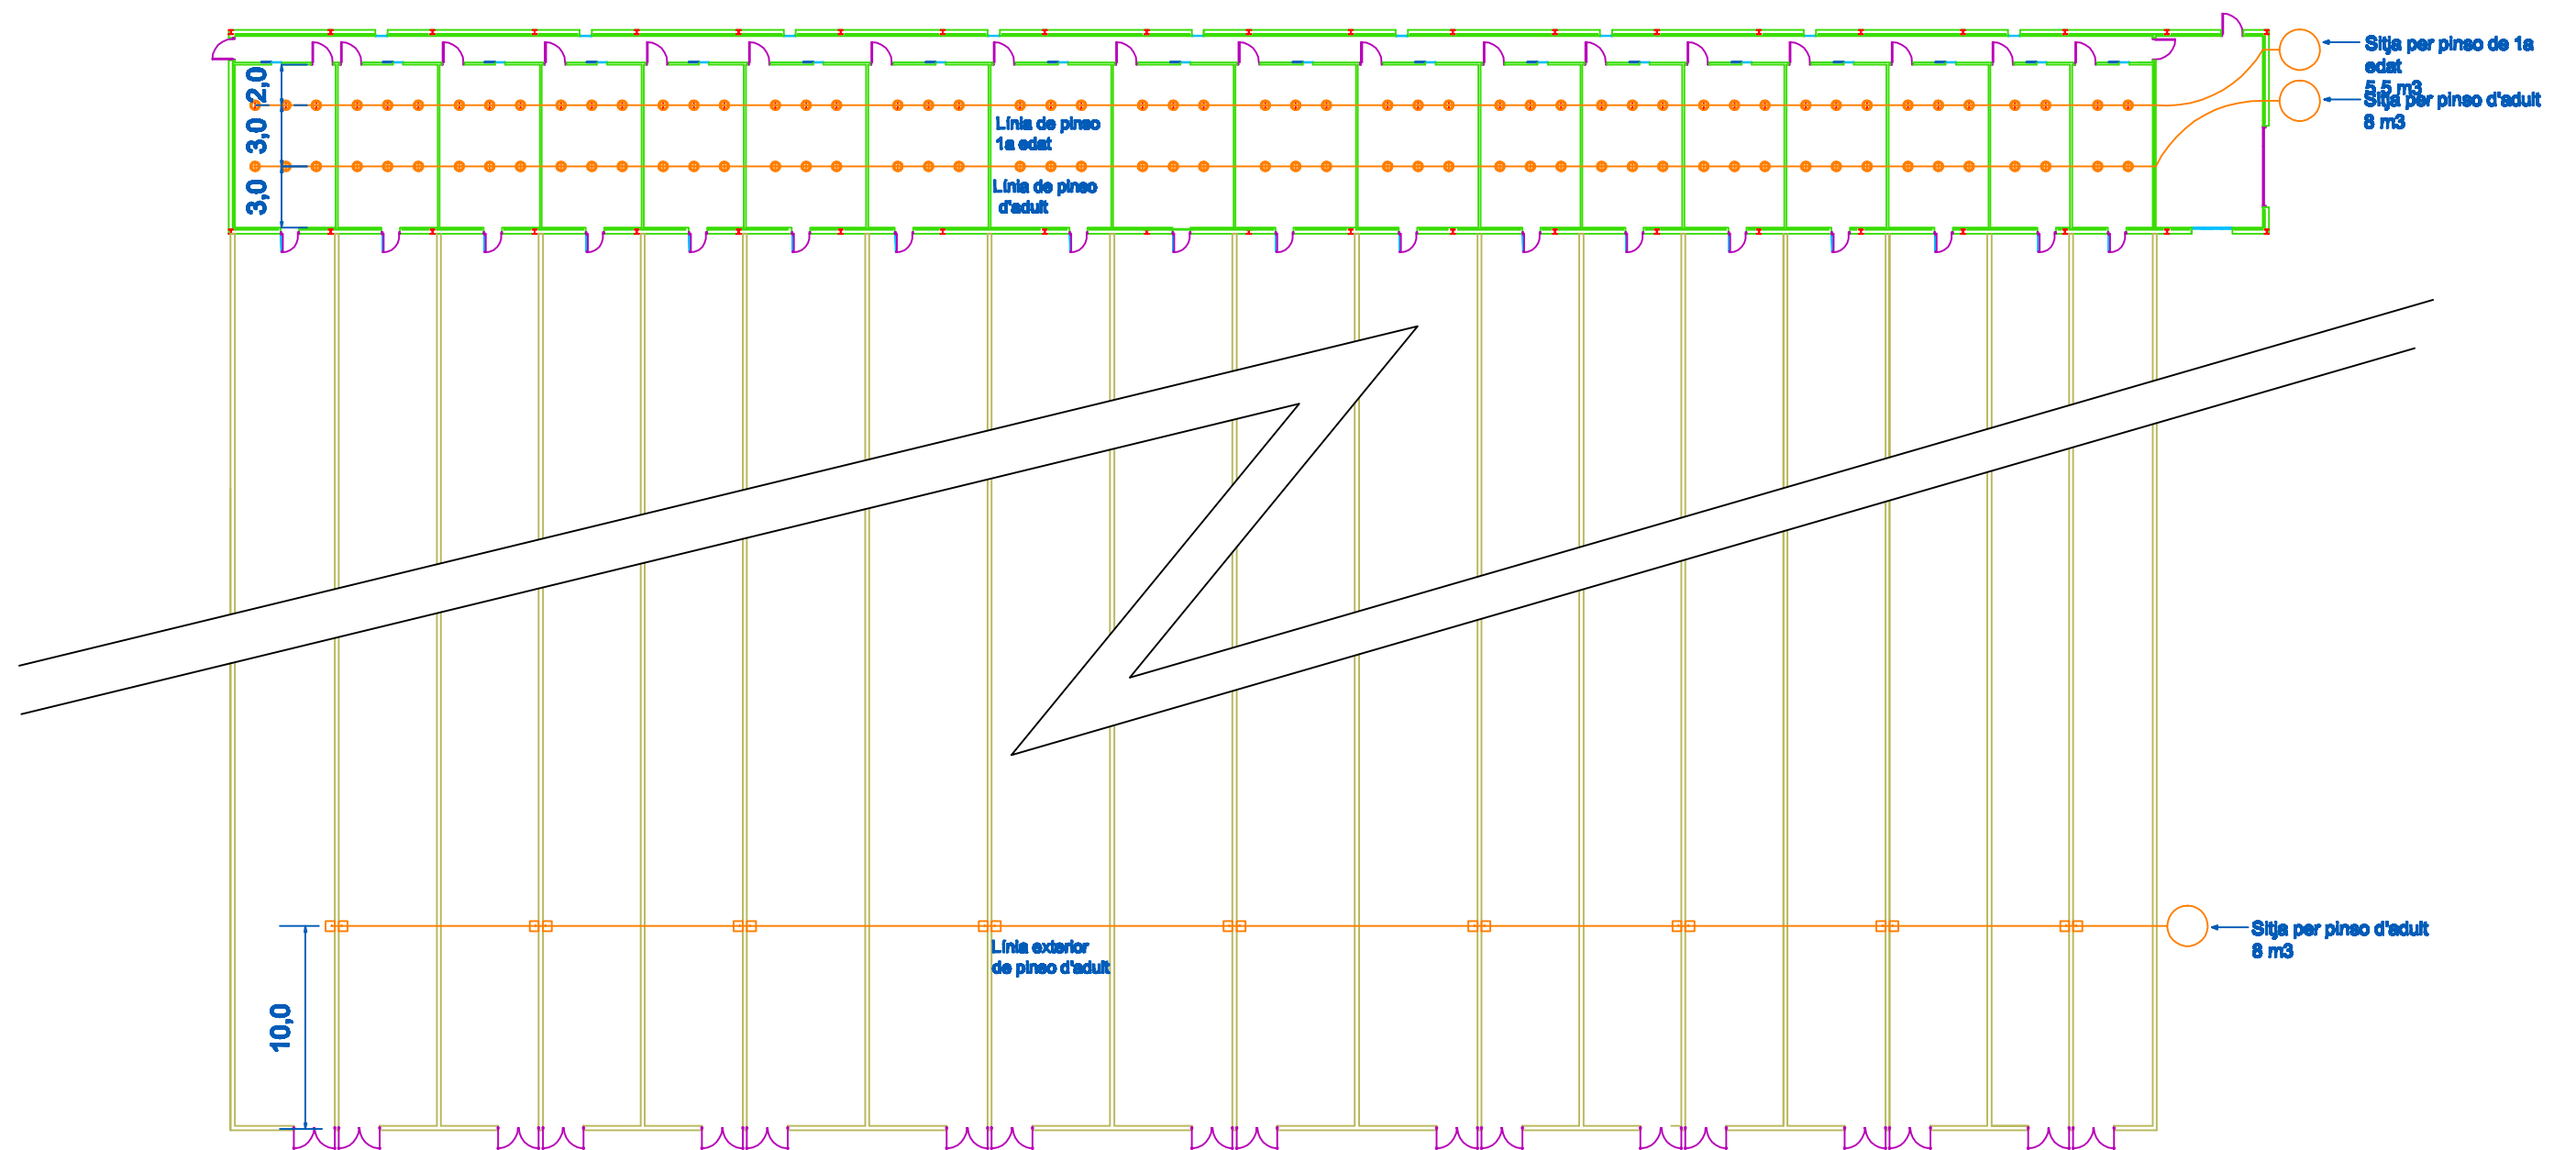 Sitja per pinso de 1a
edat
5,5 m3
Sitja per pinso d'adult
8 m3
2,0
3,0
3,0
Línia de pinso
1a edat
Línia de pinso
d'adult
Línia exterior
de pinso d'adult
Sitja per pinso d'adult
8 m3
10,0